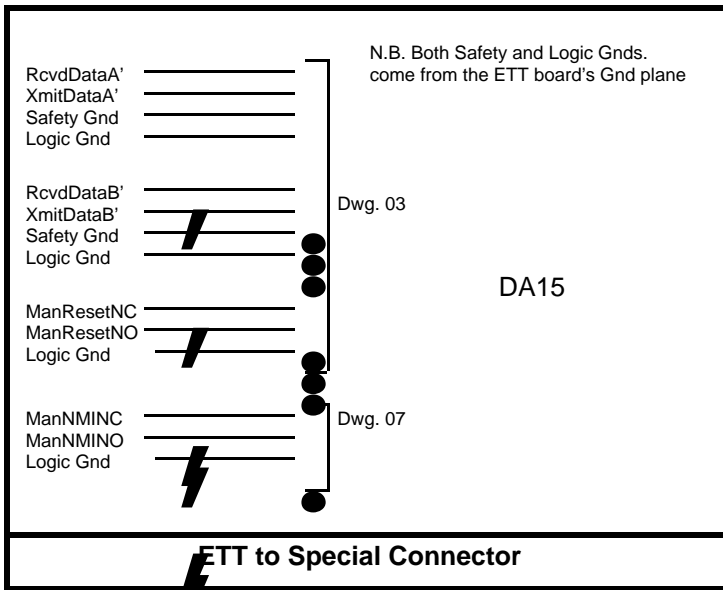 N.B. Both Safety and Logic Gnds.
come from the ETT board's Gnd plane
RcvdDataA'
XmitDataA'
Safety Gnd
Logic Gnd
RcvdDataB'
XmitDataB'
Safety Gnd
Logic Gnd
Dwg. 03
DA15
ManResetNC
ManResetNO
Logic Gnd
ManNMINC
ManNMINO
Logic Gnd
Dwg. 07
ETT to Special Connector